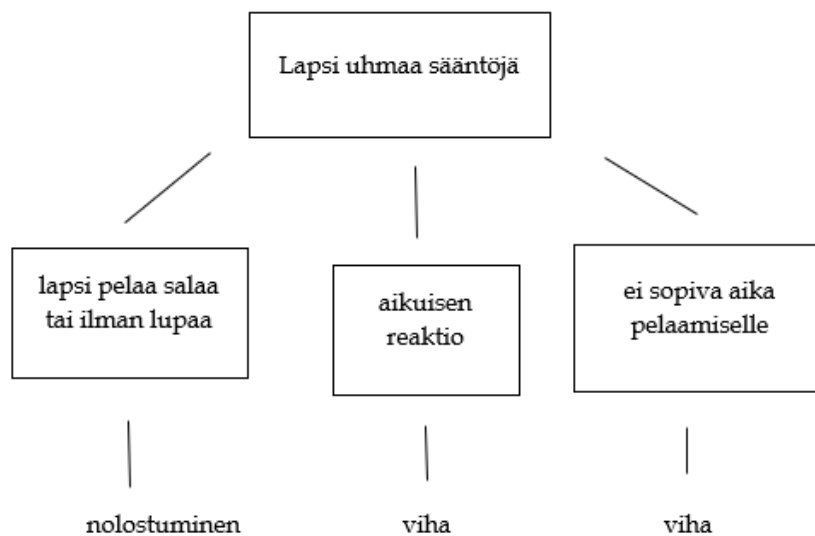 Lapsi uhmaa sääntöjä
lapsi pelaa salaa
tai ilman lupaa
aikuisen
reaktio
ei sopiva aika
pelaamiselle
nolostuminen
viha
viha